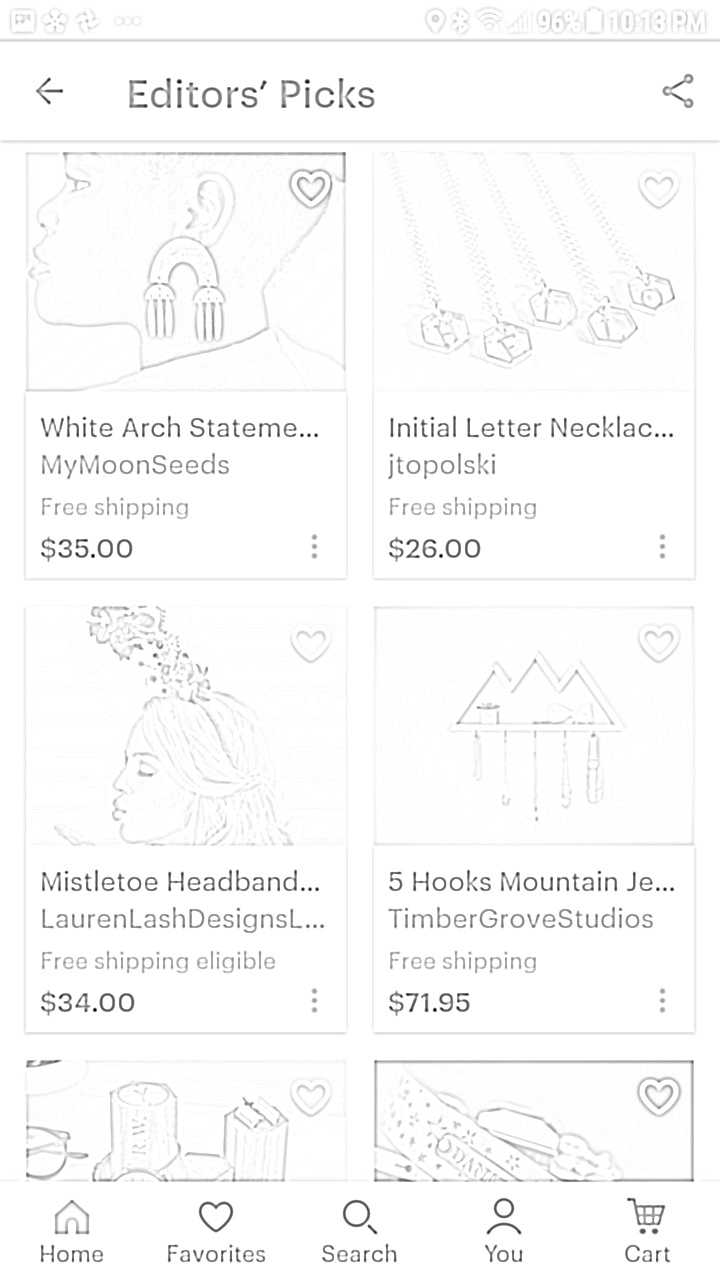 96% 10:13 PM
Editors’ Picks
White Arch Stateme...
MyMoonSeeds
Free shipping
$35.00
Initial Letter Necklac...
jtopolski
Free shipping
$26.00
Mistletoe Headband...
LaurenLashDesignsL...
Free shipping eligible
$34.00
5 Hooks Mountain Je...
TimberGroveStudios
Free shipping
$71.95
Home
Favorites
Search
You
Cart